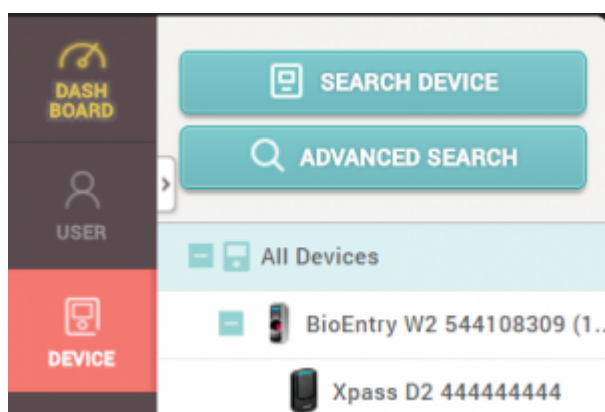 DASH
BOARD
USER
DEVICE
SEARCH DEVICE
ADVANCED SEARCH
All Devices
BioEntry W2 544108309 (1...
Xpass D2 444444444